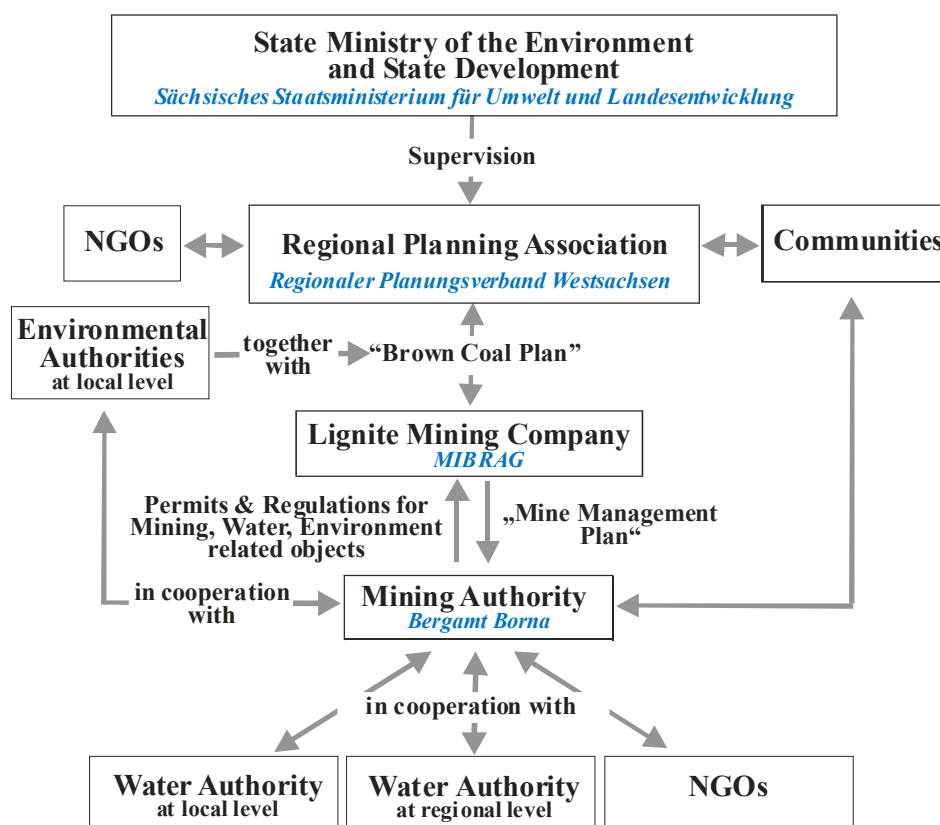 State Ministry of the Environment
and State Development
Sächsisches Staatsministerium für Umwelt und Landesentwicklung
Supervision
NGOs
Regional Planning Association
Regionaler Planungsverband Westsachsen
Communities
Environmental
Authorities
at local level
together
with
“Brown Coal Plan”
Lignite Mining Company
MIBRAG
Permits & Regulations for
Mining, Water, Environment
related objects
„Mine Management
Plan“
in cooperation
with
Mining Authority
Bergamt Borna
in cooperation with
Water Authority
at local level
Water Authority
at regional level
NGOs